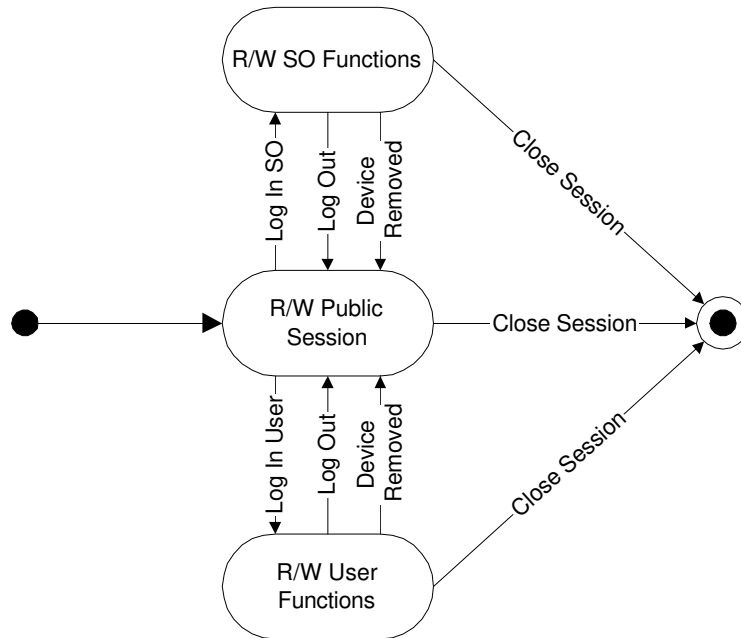 R/W SO Functions
Log In SO
Log Out
Device
Removed
Close Session
R/W Public
Session
Close Session
Log In User
Log Out
Device
Removed
Close Session
R/W User
Functions